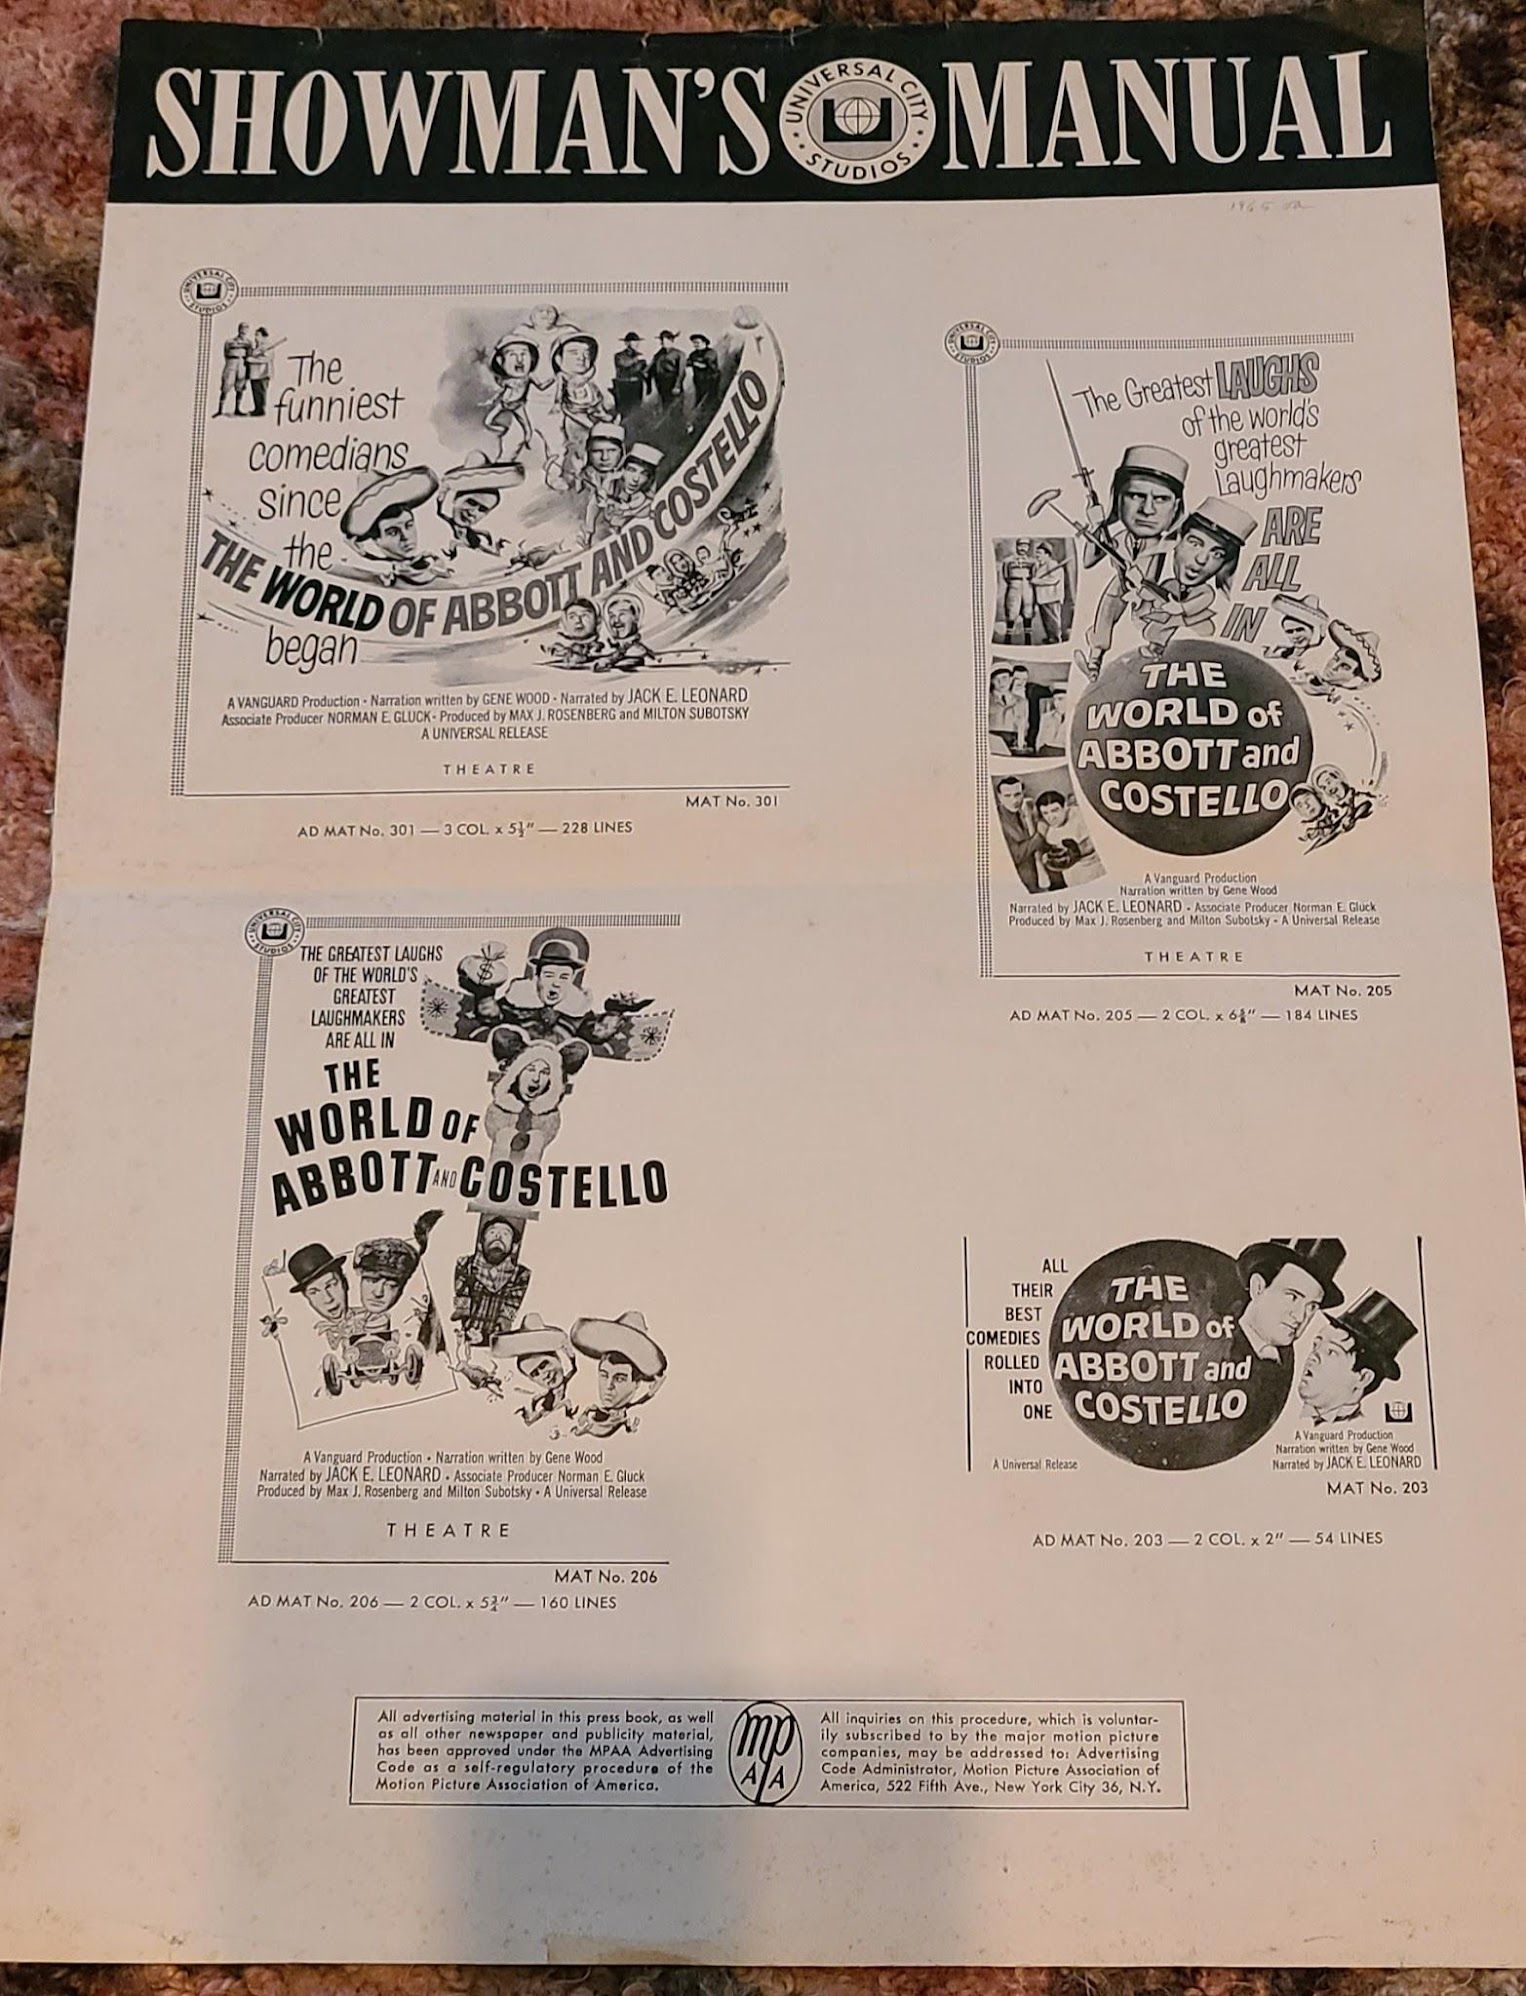 SHOWMAN'S
UNIVERSAL CITY
STUDIOS
MANUAL
UNIVERSAL CITY
STUDIOS
The
funniest
comedians
since
the
THE WORLD OF ABBOTT AND COSTELLO
began
A VANGUARD Production - Narration written by GENE WOOD - Narrated by JACK E. LEONARD
Associate Producer NORMAN E. GLUCK - Produced by MAX J. ROSENBERG and MILTON SUBOTSKY
A UNIVERSAL RELEASE
THEATRE
MAT No. 301
AD MAT No. 301 — 3 COL. x 5½" — 228 LINES
UNIVERSAL CITY
STUDIOS
The Greatest LAUGHS
of the world's
greatest
Laughmakers
ARE
ALL
IN
THE
WORLD of
ABBOTT and
COSTELLO
A Vanguard Production
Narration written by Gene Wood
Narrated by JACK E. LEONARD - Associate Producer Norman E. Gluck
Produced by Max J. Rosenberg and Milton Subotsky - A Universal Release
THEATRE
MAT No. 205
AD MAT No. 205 — 2 COL. x 6⅝" — 184 LINES
UNIVERSAL CITY
STUDIOS
THE GREATEST LAUGHS
OF THE WORLD'S
GREATEST
LAUGHMAKERS
ARE ALL IN
THE
WORLD OF
ABBOTT AND COSTELLO
A Vanguard Production • Narration written by Gene Wood
Narrated by JACK E. LEONARD • Associate Producer Norman E. Gluck
Produced by Max J. Rosenberg and Milton Subotsky • A Universal Release
THEATRE
MAT No. 206
AD MAT No. 206 — 2 COL. x 5¾" — 160 LINES
ALL
THEIR
BEST
COMEDIES
ROLLED
INTO
ONE
THE
WORLD of
ABBOTT and
COSTELLO
A Universal Release
A Vanguard Production
Narration written by Gene Wood
Narrated by JACK E. LEONARD
MAT No. 203
AD MAT No. 203 — 2 COL. x 2" — 54 LINES
All advertising material in this press book, as well
as all other newspaper and publicity material,
has been approved under the MPAA Advertising
Code as a self-regulatory procedure of the
Motion Picture Association of America.
mp
A A
All inquiries on this procedure, which is voluntar-
ily subscribed to by the major motion picture
companies, may be addressed to: Advertising
Code Administrator, Motion Picture Association of
America, 522 Fifth Ave., New York City 36, N.Y.